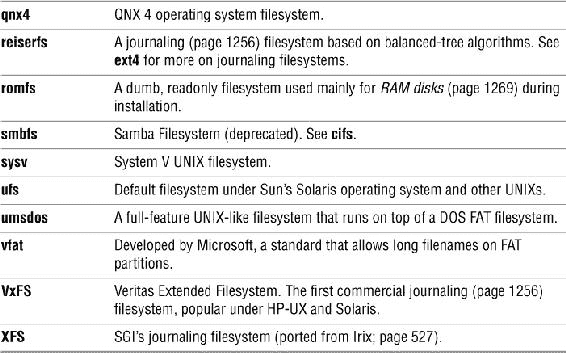 qnx4 QNX 4 operating system filesystem.
reiserfs A journaling (page 1256) filesystem based on balanced-tree algorithms. See
ext4 for more on journaling filesystems.
romfs A dumb, readonly filesystem used mainly for RAM disks (page 1269) during
installation.
smbfs Samba Filesystem (deprecated). See cifs.
sysv System V UNIX filesystem.
ufs Default filesystem under Sun’s Solaris operating system and other UNIXs.
umsdos A full-feature UNIX-like filesystem that runs on top of a DOS FAT filesystem.
vfat Developed by Microsoft, a standard that allows long filenames on FAT
partitions.
VxFS Veritas Extended Filesystem. The first commercial journaling (page 1256)
filesystem, popular under HP-UX and Solaris.
XFS SGI’s journaling filesystem (ported from Irix; page 527).